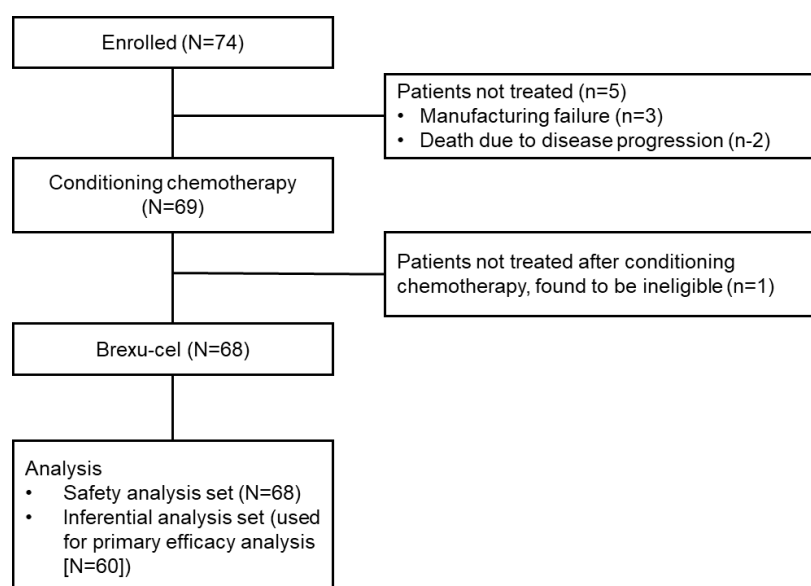 Enrolled (N=74)
Patients not treated (n=5)
• Manufacturing failure (n=3)
• Death due to disease progression (n-2)
Conditioning chemotherapy
(N=69)
Patients not treated after conditioning
chemotherapy, found to be ineligible (n=1)
Brexu-cel (N=68)
Analysis
• Safety analysis set (N=68)
• Inferential analysis set (used
for primary efficacy analysis
[N=60])